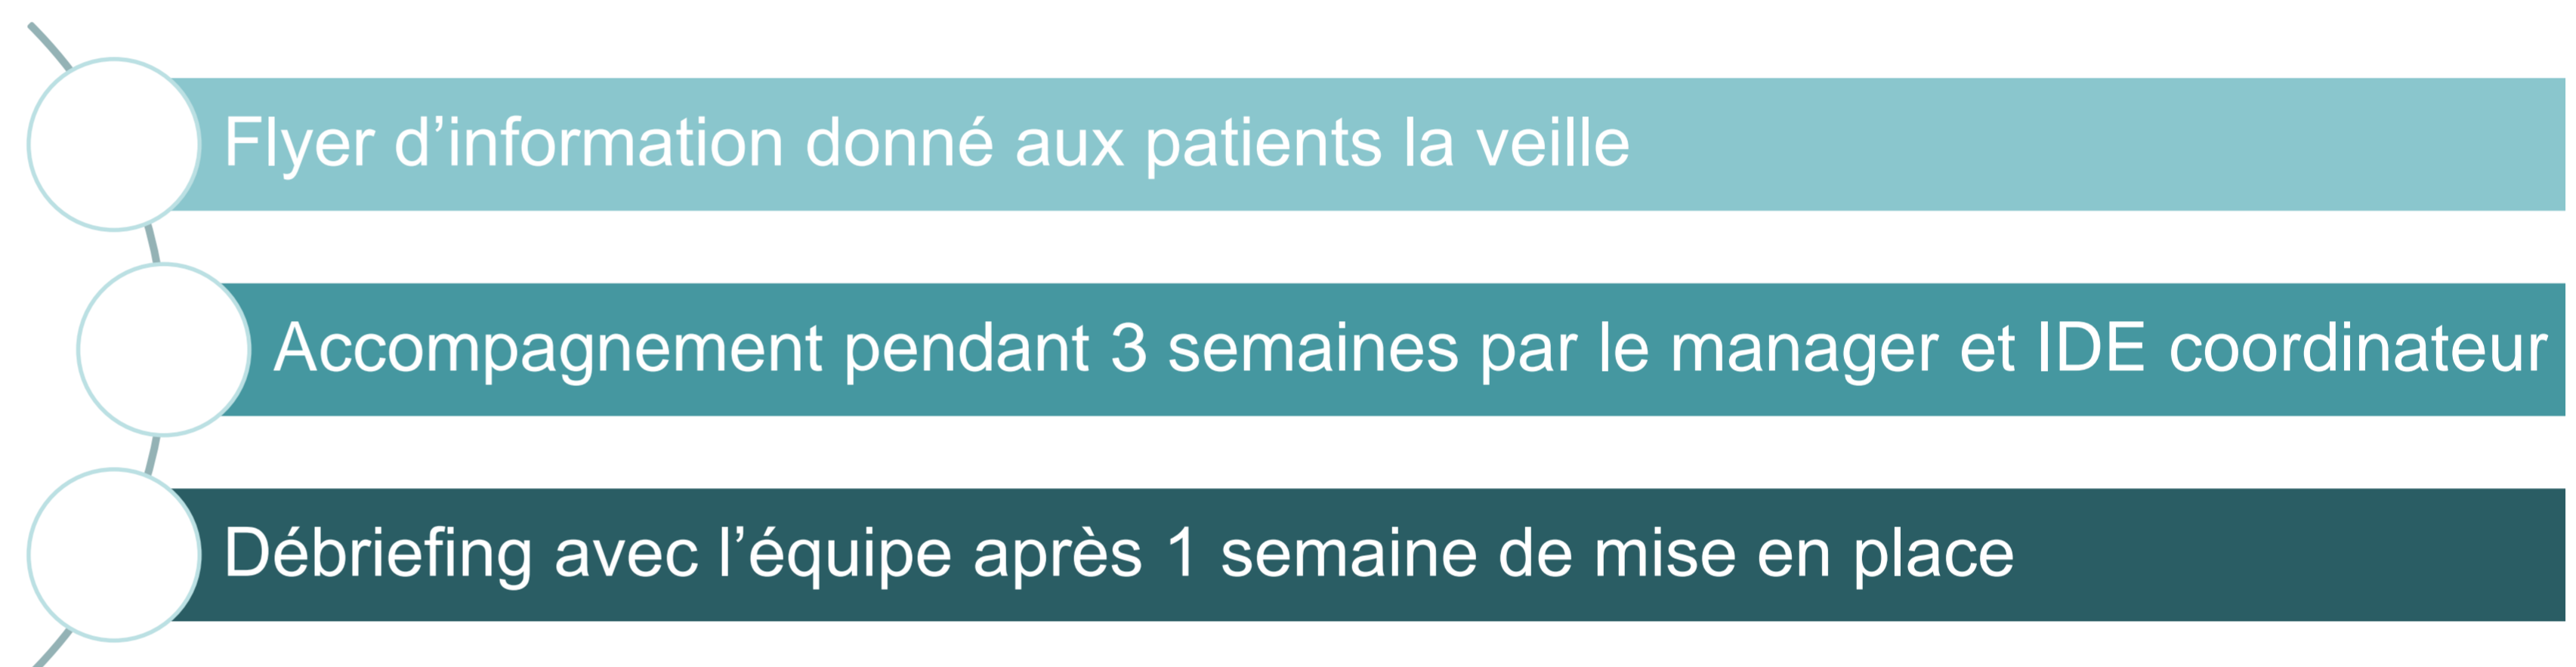 Flyer d’information donné aux patients la veille
Accompagnement pendant 3 semaines par le manager et IDE coordinateur
Débriefing avec l’équipe après 1 semaine de mise en place